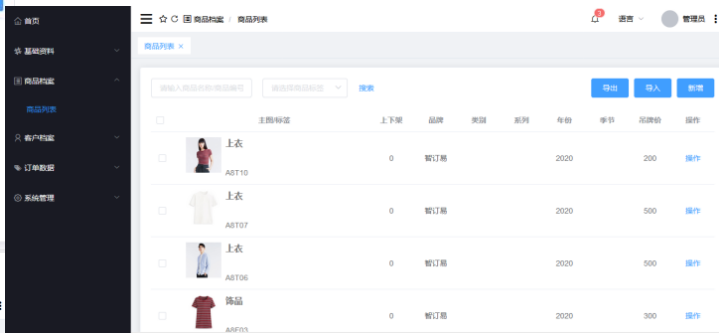 首页
基础资料
商品档案
商品列表
客户档案
订单数据
系统管理
商品档案 / 商品列表
3
语言
管理员
商品列表 ×
请输入商品名称/商品编号
请选择商品标签
搜索
导出
导入
新增
主图/标签 上下架 品牌 类别 系列 年份 季节 吊牌价 操作
上衣
A8T10
0 智订易 2020 200 操作
上衣
A8T07
0 智订易 2020 500 操作
上衣
A8T06
0 智订易 2020 500 操作
饰品
A8E03
0 智订易 2020 300 操作